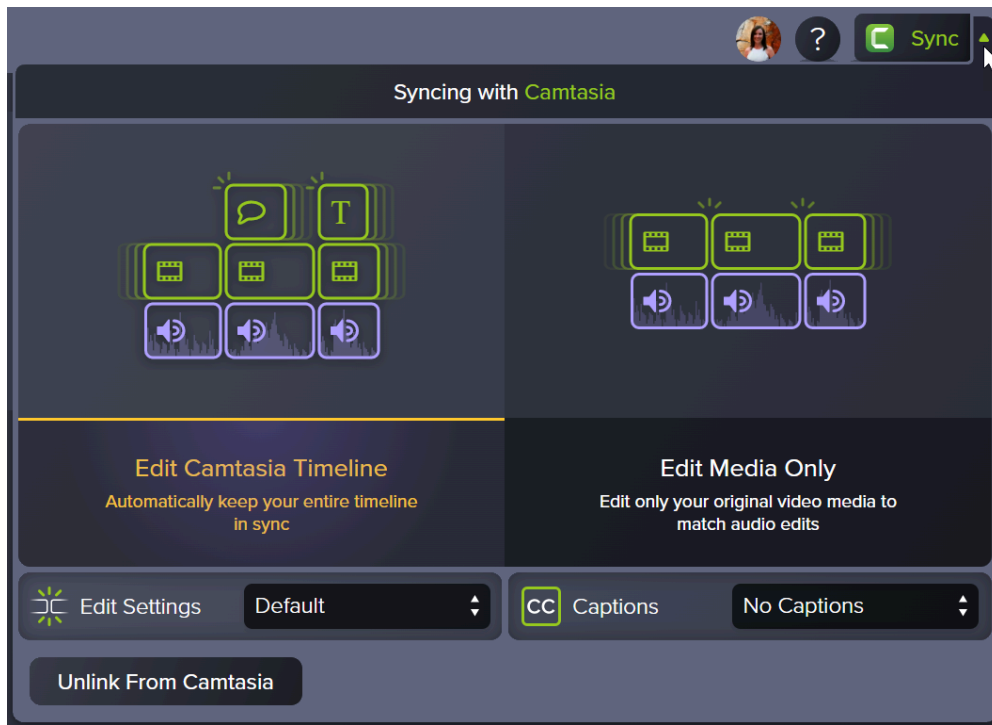 ? Sync
Syncing with Camtasia
T
Edit Camtasia Timeline
Automatically keep your entire timeline
in sync
Edit Media Only
Edit only your original video media to
match audio edits
Edit Settings Default
CC Captions No Captions
Unlink From Camtasia